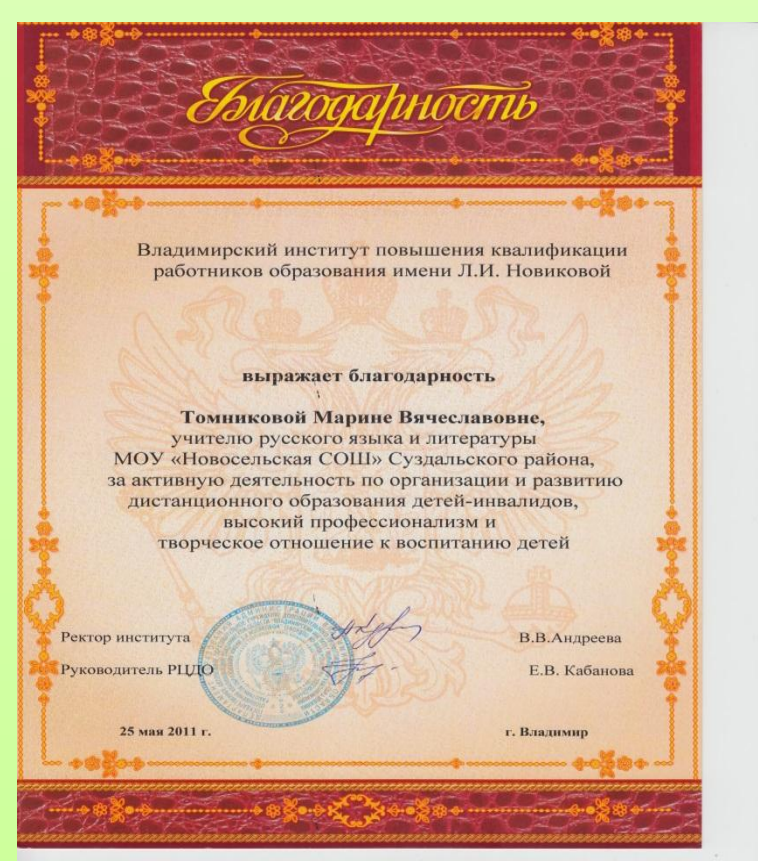 Благодарность
Владимирский институт повышения квалификации
работников образования имени Л.И. Новиковой
выражает благодарность
Томниковой Марине Вячеславовне,
учителю русского языка и литературы
МОУ «Новосельская СОШ» Суздальского района,
за активную деятельность по организации и развитию
дистанционного образования детей-инвалидов,
высокий профессионализм и
творческое отношение к воспитанию детей
Ректор института В.В.Андреева
Руководитель РЦДО Е.В. Кабанова
25 мая 2011 г. г. Владимир